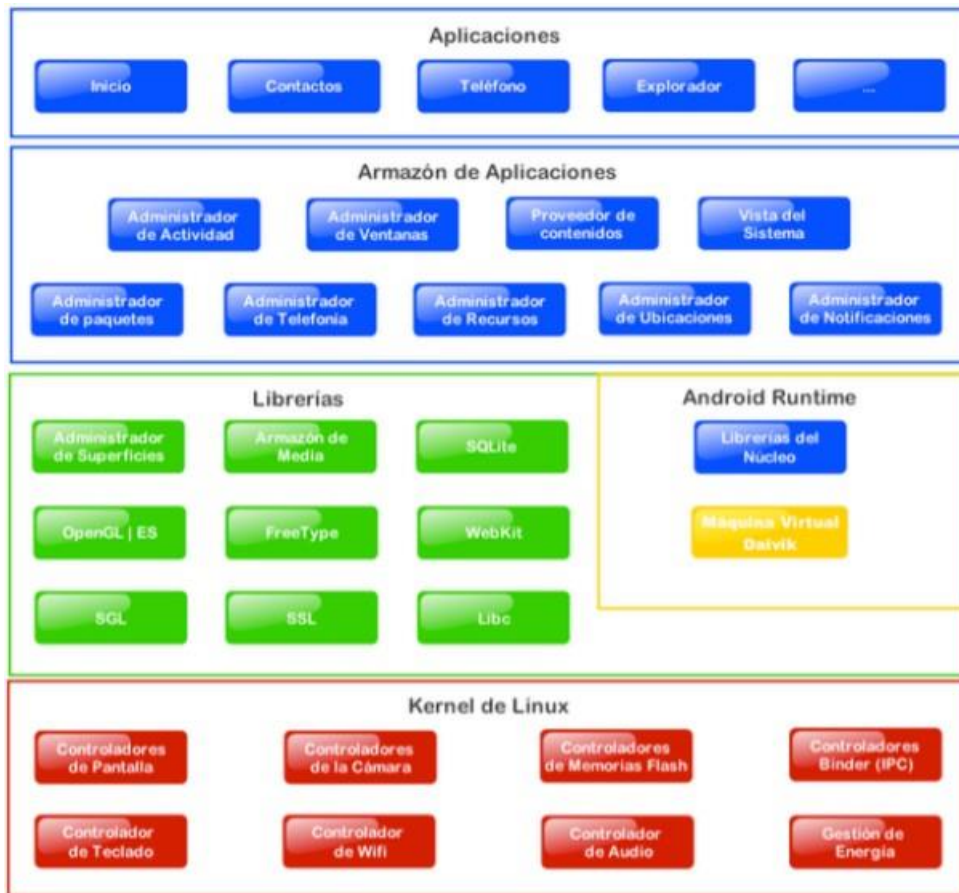 Aplicaciones
Inicio
Contactos
Teléfono
Explorador
...
Armazón de Aplicaciones
Administrador
de Actividad
Administrador
de Ventanas
Proveedor de
contenidos
Vista del
Sistema
Administrador
de paquetes
Administrador
de Telefonía
Administrador
de Recursos
Administrador
de Ubicaciones
Administrador
de Notificaciones
Librerías
Administrador
de Superficies
Armazón de
Media
SQLite
OpenGL | ES
FreeType
WebKit
SGL
SSL
Libc
Android Runtime
Librerías del
Núcleo
Máquina Virtual
Dalvik
Kernel de Linux
Controladores
de Pantalla
Controladores
de la Cámara
Controladores
de Memorias Flash
Controladores
Binder (IPC)
Controlador
de Teclado
Controlador
de Wifi
Controlador
de Audio
Gestión de
Energía